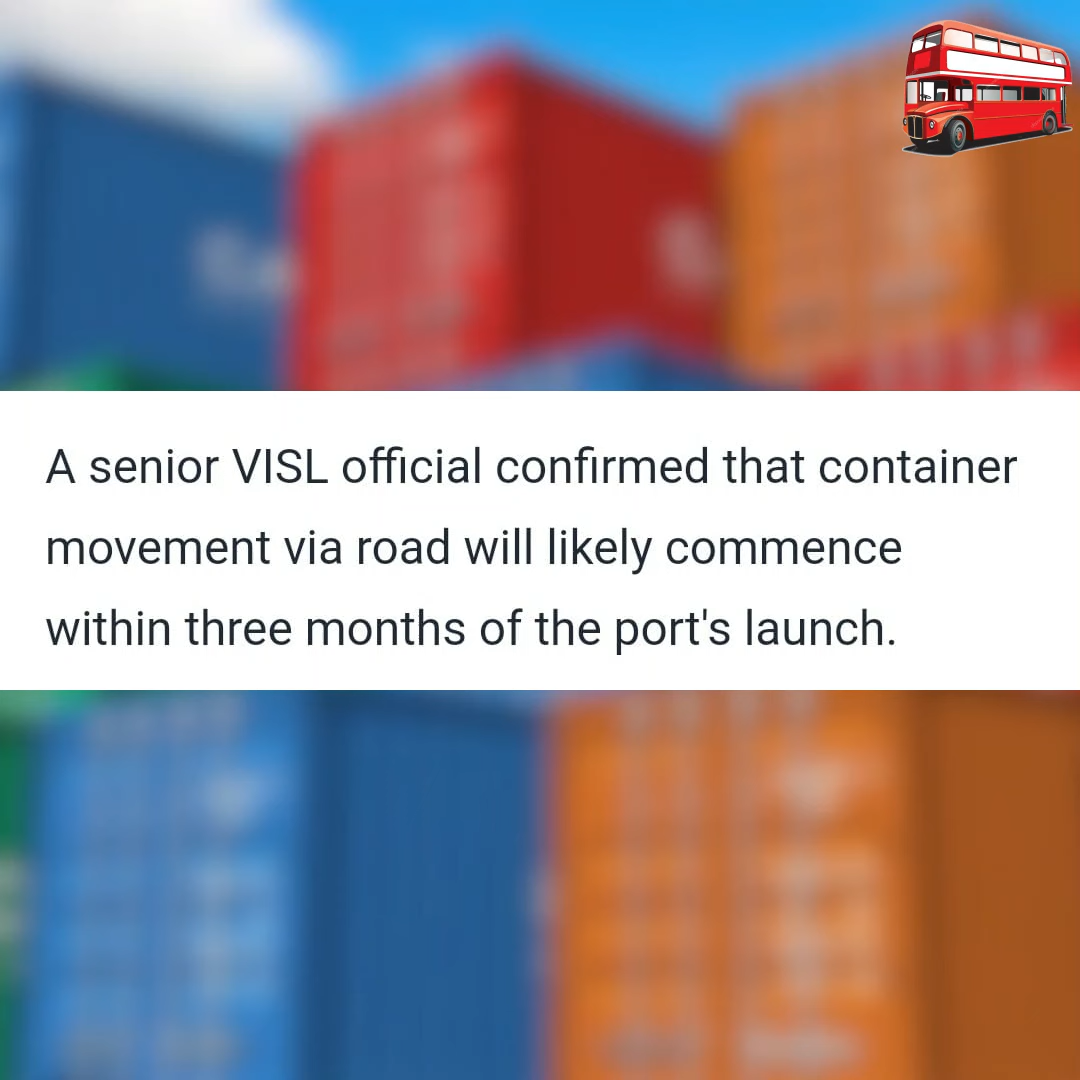 A senior VISL official confirmed that container
movement via road will likely commence
within three months of the port's launch.